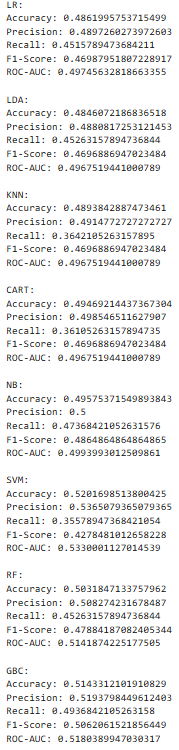 LR:
Accuracy: 0.4861995753715499
Precision: 0.4897260273972603
Recall: 0.4515789473684211
F1-Score: 0.46987951807228917
ROC-AUC: 0.49745632818663355
LDA:
Accuracy: 0.4846072186836518
Precision: 0.4880817253121453
Recall: 0.45263157894736844
F1-Score: 0.4696886947023484
ROC-AUC: 0.4967519441000789
KNN:
Accuracy: 0.4893842887473461
Precision: 0.4914772727272727
Recall: 0.3642105263157895
F1-Score: 0.4696886947023484
ROC-AUC: 0.4967519441000789
CART:
Accuracy: 0.49469214437367304
Precision: 0.498546511627907
Recall: 0.36105263157894735
F1-Score: 0.4696886947023484
ROC-AUC: 0.4967519441000789
NB:
Accuracy: 0.49575371549893843
Precision: 0.5
Recall: 0.47368421052631576
F1-Score: 0.4864864864864865
ROC-AUC: 0.4993993012509861
SVM:
Accuracy: 0.5201698513800425
Precision: 0.5365079365079365
Recall: 0.35578947368421054
F1-Score: 0.4278481012658228
ROC-AUC: 0.5330001127014539
RF:
Accuracy: 0.5031847133757962
Precision: 0.508274231678487
Recall: 0.45263157894736844
F1-Score: 0.47884187082405344
ROC-AUC: 0.5141874225177505
GBC:
Accuracy: 0.5143312101910829
Precision: 0.5193798449612403
Recall: 0.4936842105263158
F1-Score: 0.5062061521856449
ROC-AUC: 0.5180389947030317